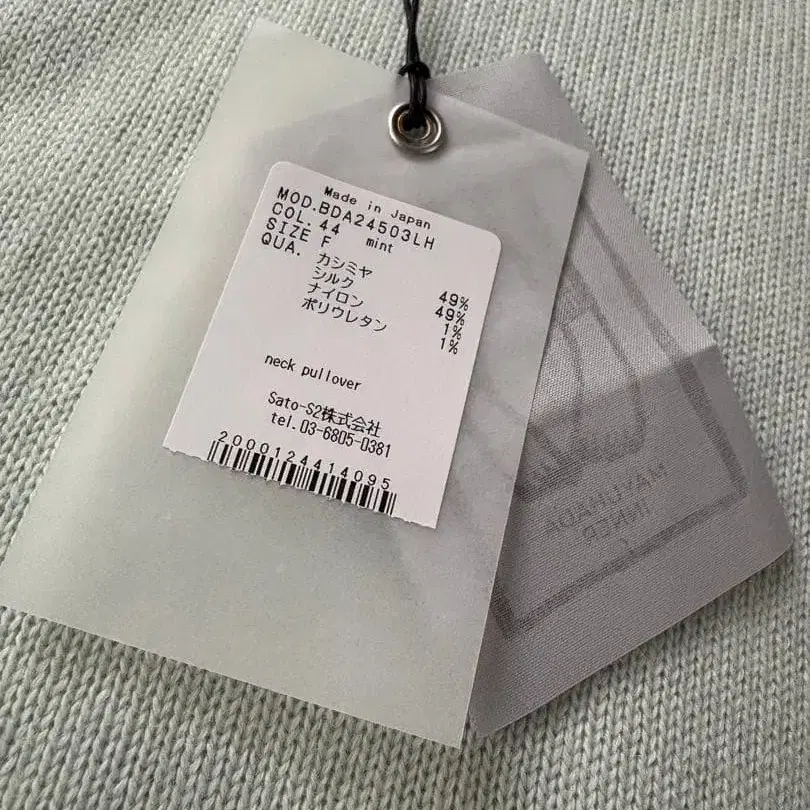 Made in Japan
MOD.BDA24503LH
COL. 44 mint
SIZE F
QUA. カシミヤ 49%
シルク 49%
ナイロン 1%
ポリウレタン 1%
neck pullover
Sato-S2株式会社
tel.03-6805-0381
2000124414095
INNER